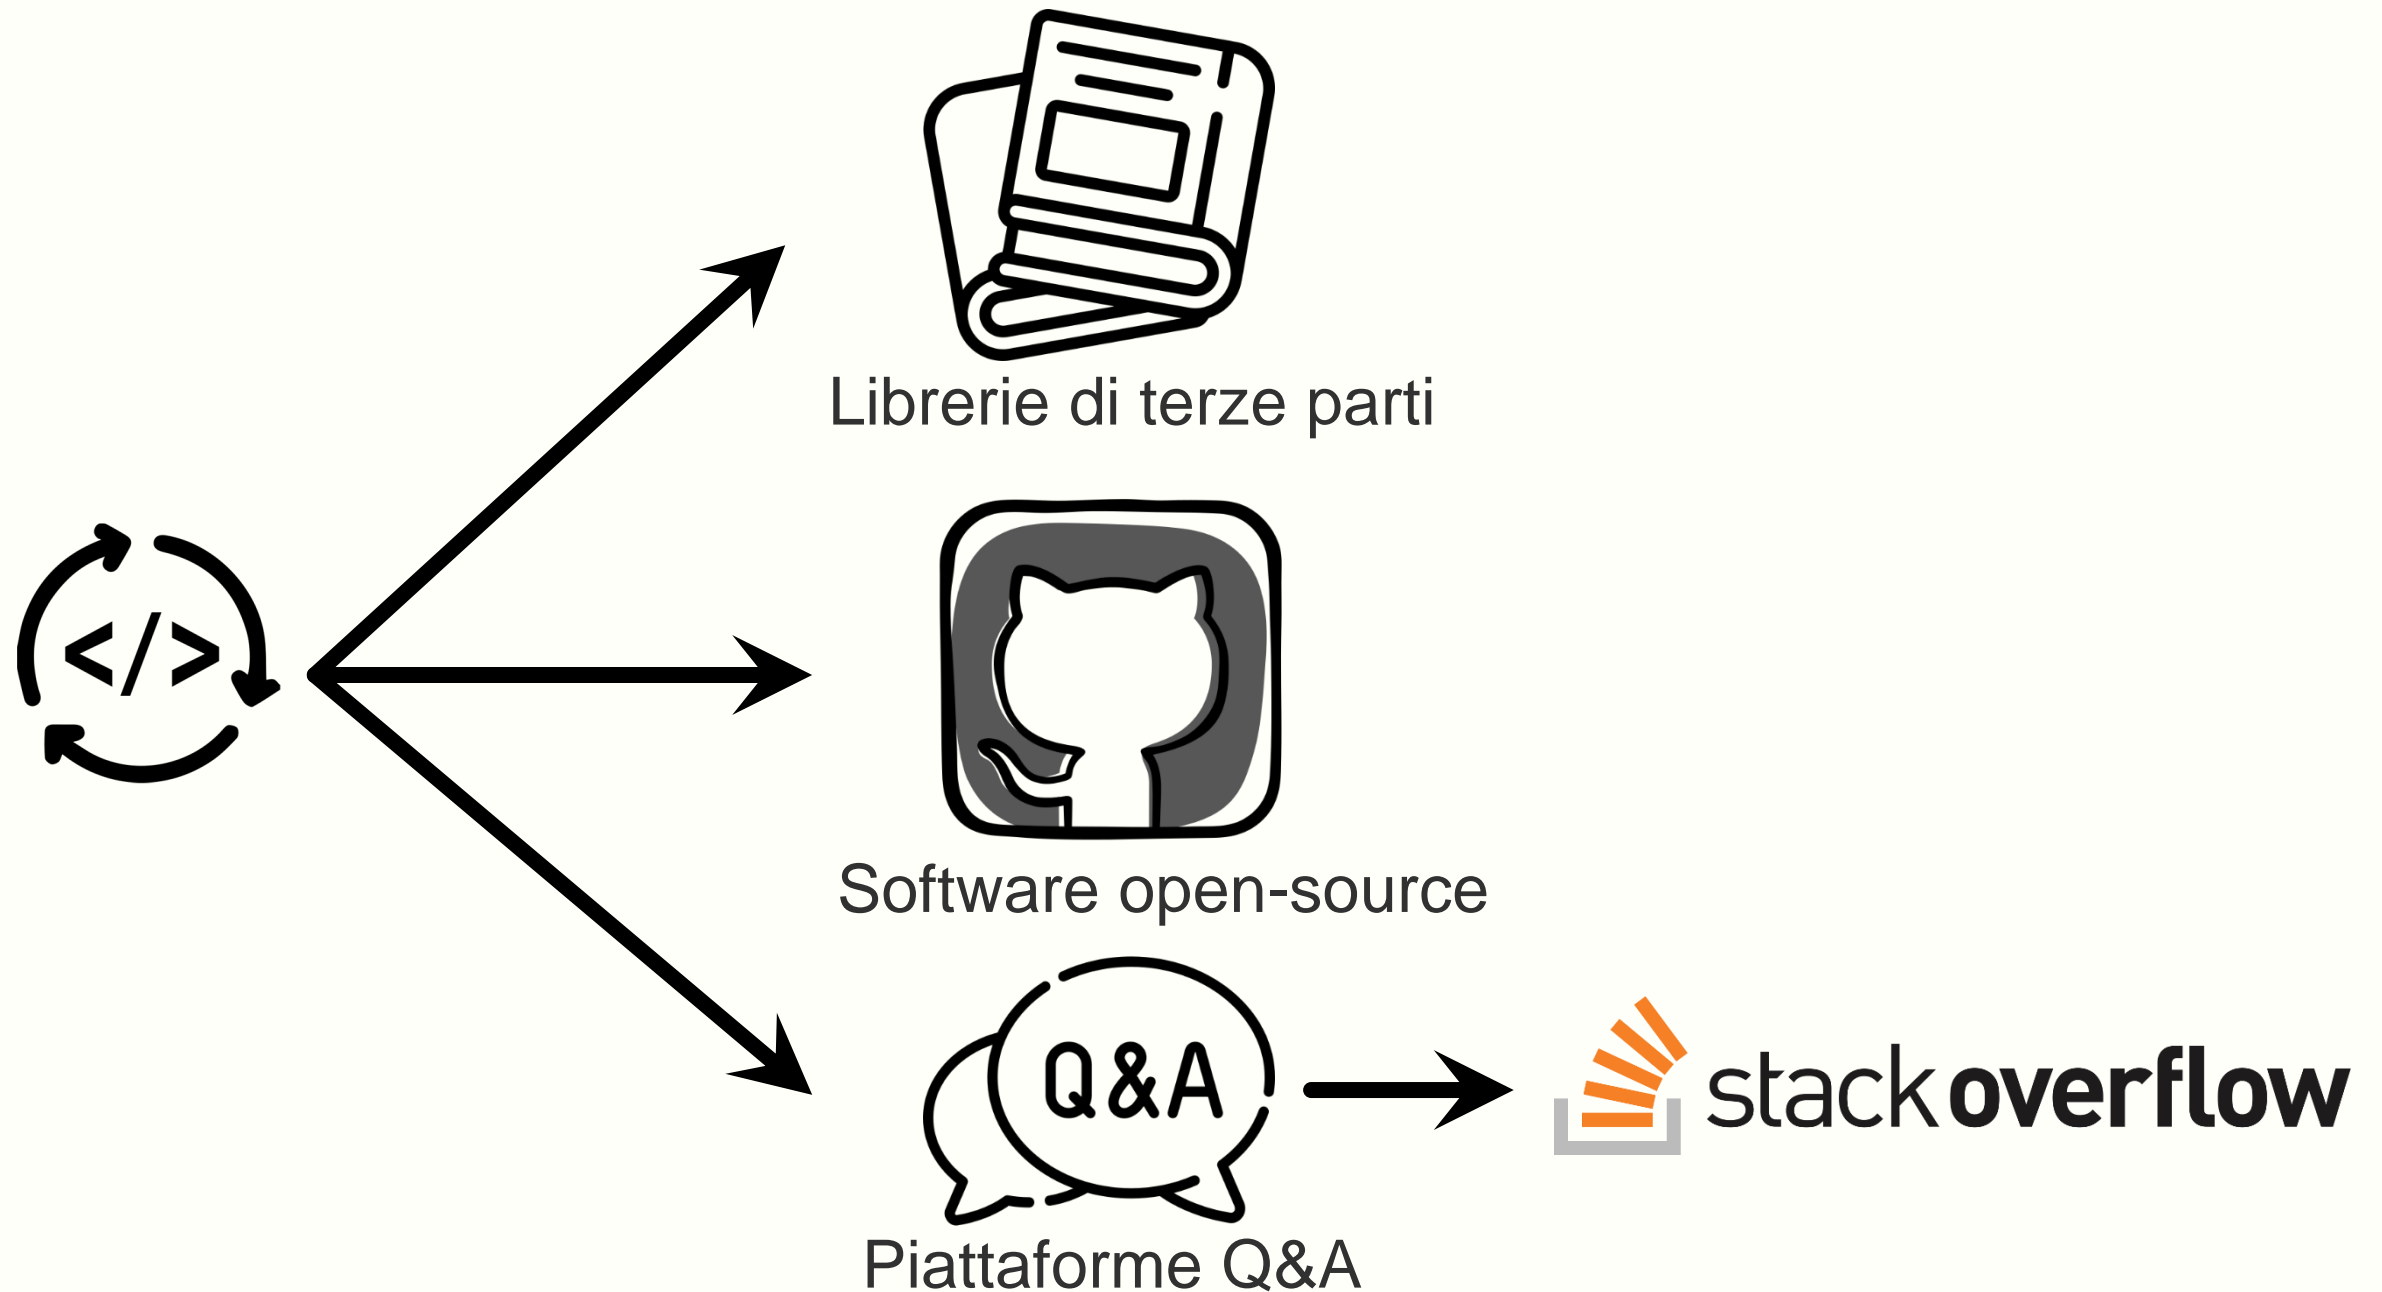 Librerie di terze parti
</>
Software open-source
Q&A
stackoverflow
Piattaforme Q&A